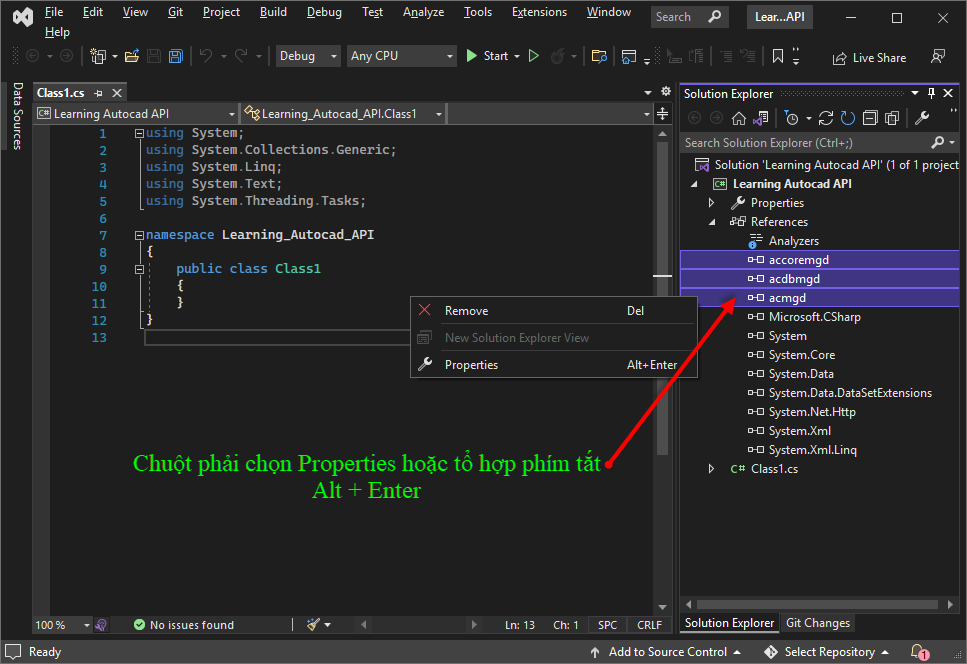 File Edit View Git Project Build Debug Test Analyze Tools Extensions Window Search Lear...API
Help
Debug Any CPU Start Live Share
Data Sources
Class1.cs
C# Learning Autocad API Learning_Autocad_API.Class1
1 using System;
2 using System.Collections.Generic;
3 using System.Linq;
4 using System.Text;
5 using System.Threading.Tasks;
6
7 namespace Learning_Autocad_API
8 {
9 public class Class1
10 {
11 }
12 }
13
Remove Del
New Solution Explorer View
Properties Alt+Enter
Chuột phải chọn Properties hoặc tổ hợp phím tắt
Alt + Enter
Solution Explorer
Search Solution Explorer (Ctrl+;)
Solution 'Learning Autocad API' (1 of 1 project
C# Learning Autocad API
Properties
References
Analyzers
accoremgd
acdbmgd
acmgd
Microsoft.CSharp
System
System.Core
System.Data
System.Data.DataSetExtensions
System.Net.Http
System.Xml
System.Xml.Linq
C# Class1.cs
100 % No issues found Ln: 13 Ch: 1 SPC CRLF
Solution Explorer Git Changes
Ready Add to Source Control Select Repository 1